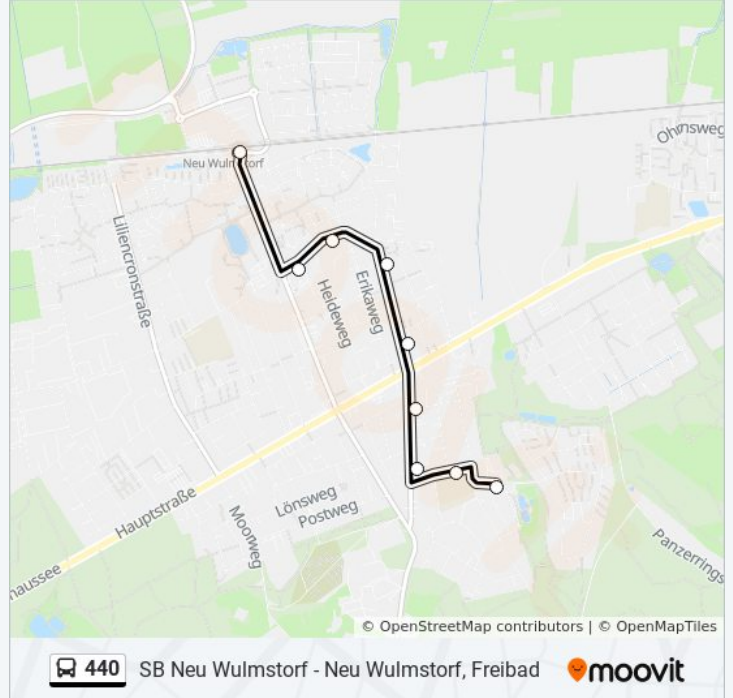 Ohrnsweg
Neu Wulmstorf
Liliencronstraße
Heideweg
Erikaweg
Hauptstraße
Lönsweg
Postweg
Moorweg
Panzerrings
haussee
© OpenStreetMap contributors | © OpenMapTiles
440 SB Neu Wulmstorf - Neu Wulmstorf, Freibad moovit